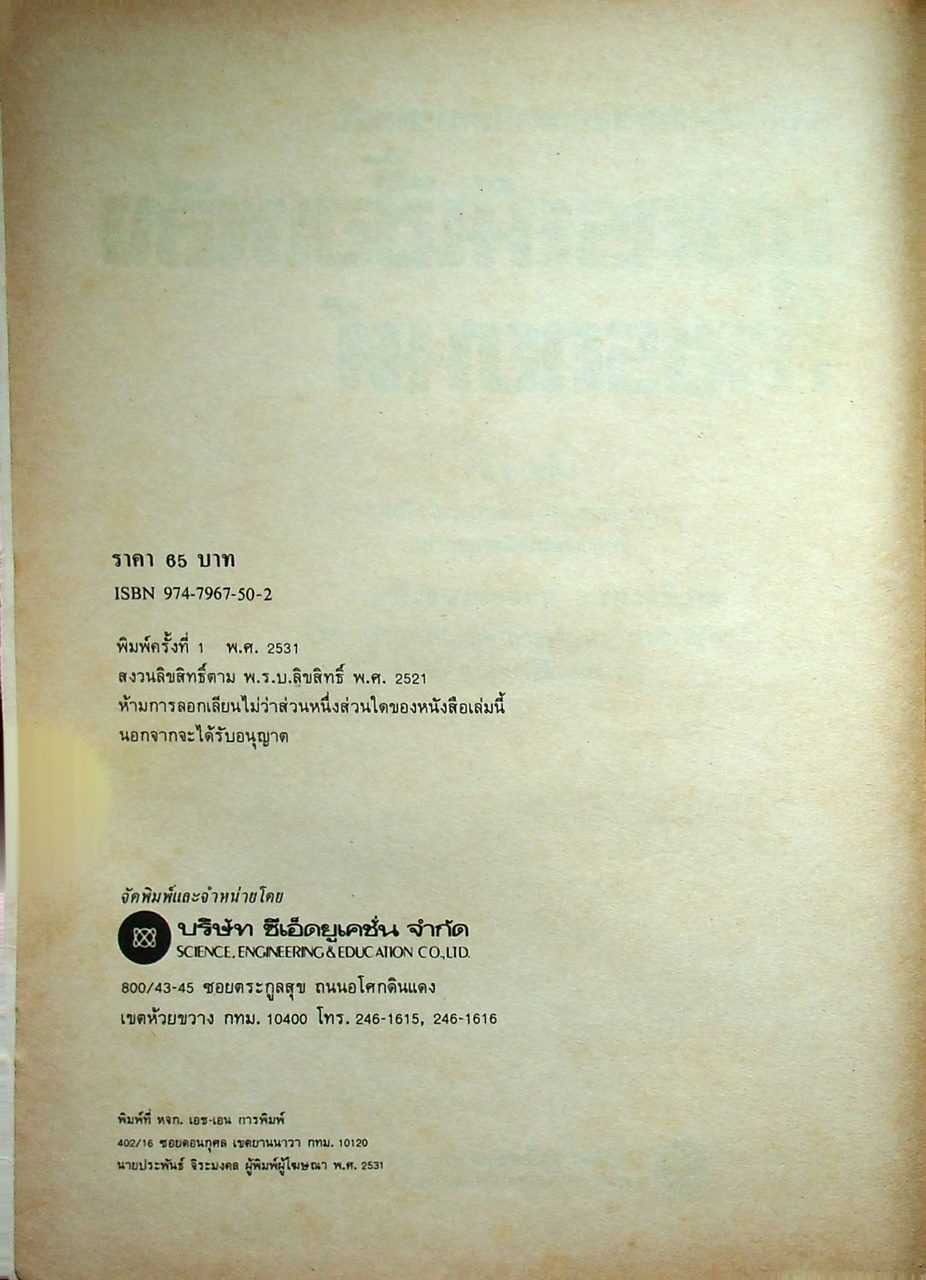 ราคา 65 บาท
ISBN 974-7967-50-2
พิมพ์ครั้งที่ 1 พ.ศ. 2531
สงวนลิขสิทธิ์ตาม พ.ร.บ.ลิขสิทธิ์ พ.ศ. 2521
ห้ามการลอกเลียนไม่ว่าส่วนหนึ่งส่วนใดของหนังสือเล่มนี้
นอกจากจะได้รับอนุญาต
จัดพิมพ์และจำหน่ายโดย
บริษัท ซีเอ็ดยูเคชั่น จำกัด
SCIENCE, ENGINEERING & EDUCATION CO., LTD.
800/43-45 ซอยตระกูลสุข ถนนอโศกดินแดง
เขตห้วยขวาง กทม. 10400 โทร. 246-1615, 246-1616
พิมพ์ที่ หจก. เอช-เอน การพิมพ์
402/16 ซอยดอนกุศล เขตยานนาวา กทม. 10120
นายประพันธ์ จิระมงคล ผู้พิมพ์ผู้โฆษณา พ.ศ. 2531